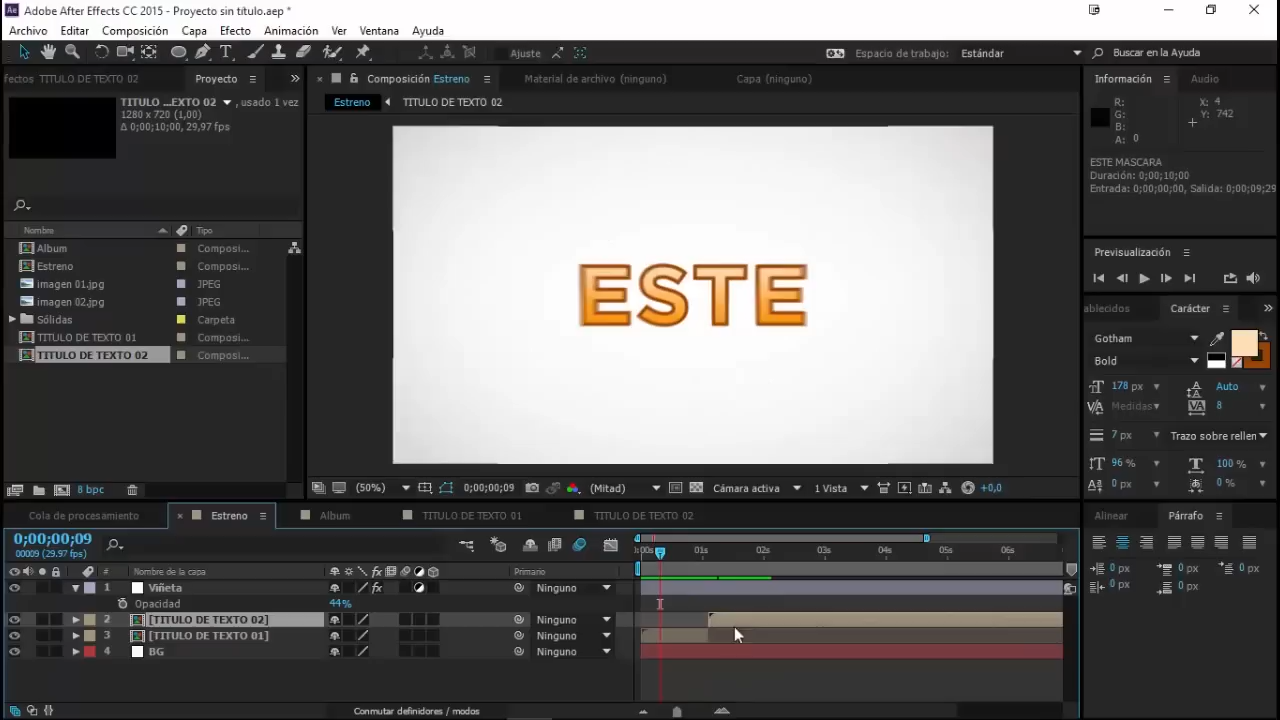 Adobe After Effects CC 2015 - Proyecto sin título.aep *
Archivo Editar Composición Capa Efecto Animación Ver Ventana Ayuda
Ajuste
Espacio de trabajo: Estándar
Buscar en la Ayuda
fectos TITULO DE TEXTO 02
Proyecto
TITULO ...EXTO 02 , usado 1 vez
1280 x 720 (1,00)
Δ 0;00;10;00, 29,97 fps
Nombre
Tipo
Album Composi...
Estreno Composi...
imagen 01.jpg JPEG
imagen 02.jpg JPEG
Sólidas Carpeta
TITULO DE TEXTO 01 Composi...
TITULO DE TEXTO 02 Composi...
8 bpc
Composición Estreno
Material de archivo (ninguno)
Capa (ninguno)
Estreno
TITULO DE TEXTO 02
ESTE
(50%)
0;00;00;09
(Mitad)
Cámara activa
1 Vista
+0,0
Información
Audio
R:
G:
B:
A: 0
X: 4
Y: 742
ESTE MASCARA
Duración: 0;00;10;00
Entrada: 0;00;00;00, Salida: 0;00;09;29
Previsualización
ablecidos
Carácter
Gotham
Bold
178 px
Auto
Medidas
8
7 px
Trazo sobre rellen
96 %
100 %
0 px
0 %
Cola de procesamiento
Estreno
Album
TITULO DE TEXTO 01
TITULO DE TEXTO 02
0;00;00;09
00009 (29.97 fps)
# Nombre de la capa
fx
Primario
:00s 01s 02s 03s 04s 05s 06s
1 Viñeta fx Ninguno
Opacidad 44%
2 [TITULO DE TEXTO 02] Ninguno
3 [TITULO DE TEXTO 01] Ninguno
4 BG Ninguno
Conmutar definidores / modos
Alinear
Párrafo
0 px 0 px 0 px
0 px 0 px